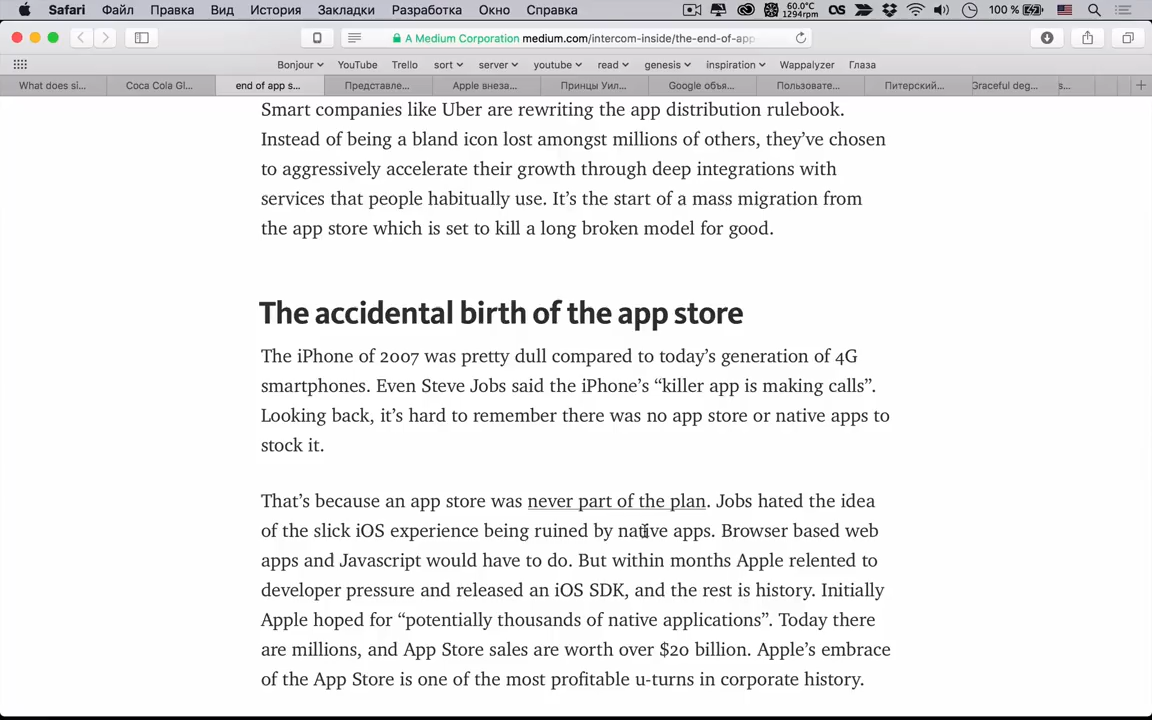 Safari Файл Правка Вид История Закладки Разработка Окно Справка 60.0°C 1294rpm 100 %
A Medium Corporation medium.com/intercom-inside/the-end-of-app-
Bonjour YouTube Trello sort server youtube read genesis inspiration Wappalyzer Глаза
What does si... Coca Cola Gl... end of app s... Представле... Apple внеза... Принцы Уил... Google объя... Пользовате... Питерский... Graceful deg... s...
Smart companies like Uber are rewriting the app distribution rulebook.
Instead of being a bland icon lost amongst millions of others, they’ve chosen
to aggressively accelerate their growth through deep integrations with
services that people habitually use. It’s the start of a mass migration from
the app store which is set to kill a long broken model for good.
The accidental birth of the app store
The iPhone of 2007 was pretty dull compared to today’s generation of 4G
smartphones. Even Steve Jobs said the iPhone’s “killer app is making calls”.
Looking back, it’s hard to remember there was no app store or native apps to
stock it.
That’s because an app store was never part of the plan. Jobs hated the idea
of the slick iOS experience being ruined by native apps. Browser based web
apps and Javascript would have to do. But within months Apple relented to
developer pressure and released an iOS SDK, and the rest is history. Initially
Apple hoped for “potentially thousands of native applications”. Today there
are millions, and App Store sales are worth over $20 billion. Apple’s embrace
of the App Store is one of the most profitable u-turns in corporate history.